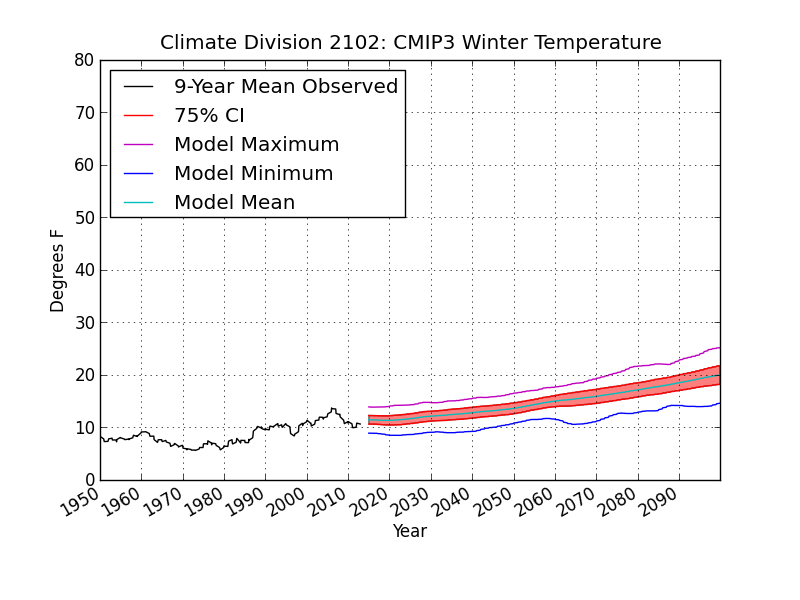 Climate Division 2102: CMIP3 Winter Temperature
80
70
60
50
40
30
20
10
0
Degrees F
9-Year Mean Observed
75% CI
Model Maximum
Model Minimum
Model Mean
1950 1960 1970 1980 1990 2000 2010 2020 2030 2040 2050 2060 2070 2080 2090
Year